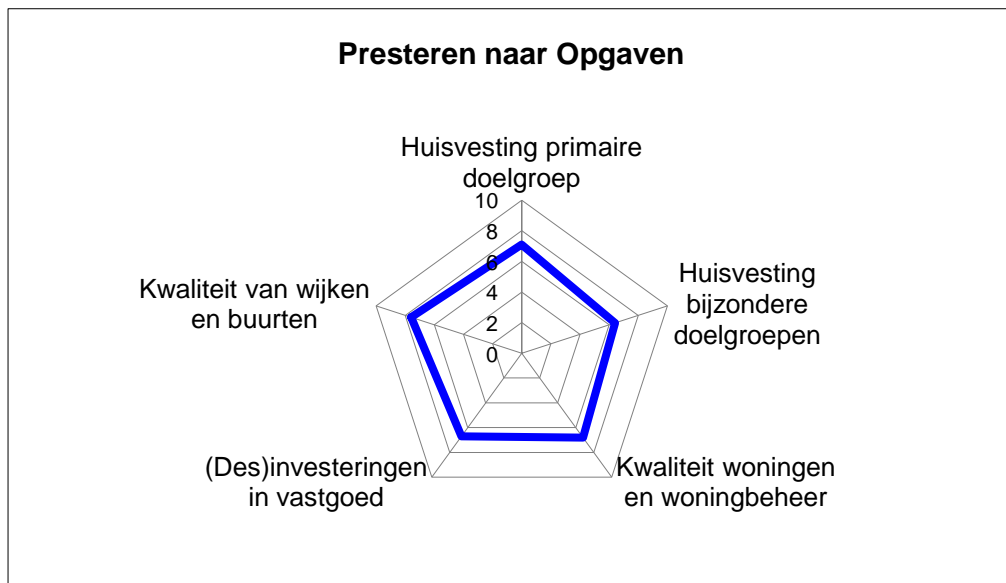 Presteren naar Opgaven
Huisvesting primaire
doelgroep
10
8
6
4
2
0
Huisvesting
bijzondere
doelgroepen
Kwaliteit woningen
en woningbeheer
(Des)investeringen
in vastgoed
Kwaliteit van wijken
en buurten